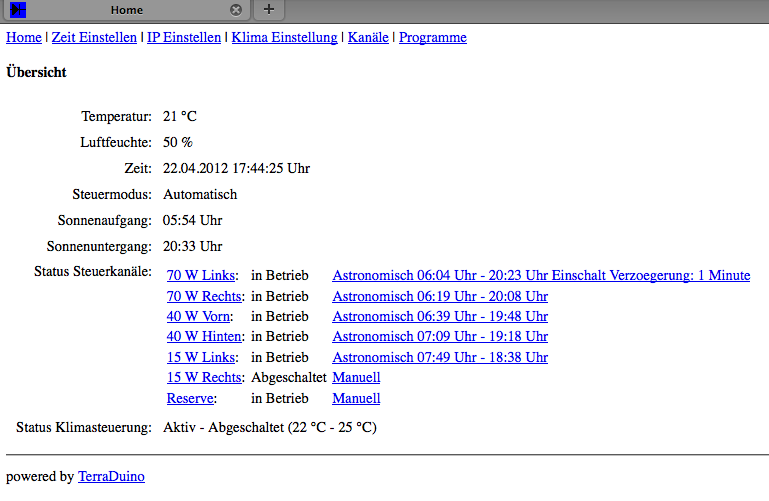 Home
Home | Zeit Einstellen | IP Einstellen | Klima Einstellung | Kanäle | Programme
Übersicht
Temperatur: 21 °C
Luftfeuchte: 50 %
Zeit: 22.04.2012 17:44:25 Uhr
Steuermodus: Automatisch
Sonnenaufgang: 05:54 Uhr
Sonnenuntergang: 20:33 Uhr
Status Steuerkanäle: 70 W Links: in Betrieb Astronomisch 06:04 Uhr - 20:23 Uhr Einschalt Verzoegerung: 1 Minute
70 W Rechts: in Betrieb Astronomisch 06:19 Uhr - 20:08 Uhr
40 W Vorn: in Betrieb Astronomisch 06:39 Uhr - 19:48 Uhr
40 W Hinten: in Betrieb Astronomisch 07:09 Uhr - 19:18 Uhr
15 W Links: in Betrieb Astronomisch 07:49 Uhr - 18:38 Uhr
15 W Rechts: Abgeschaltet Manuell
Reserve: in Betrieb Manuell
Status Klimasteuerung: Aktiv - Abgeschaltet (22 °C - 25 °C)
powered by TerraDuino